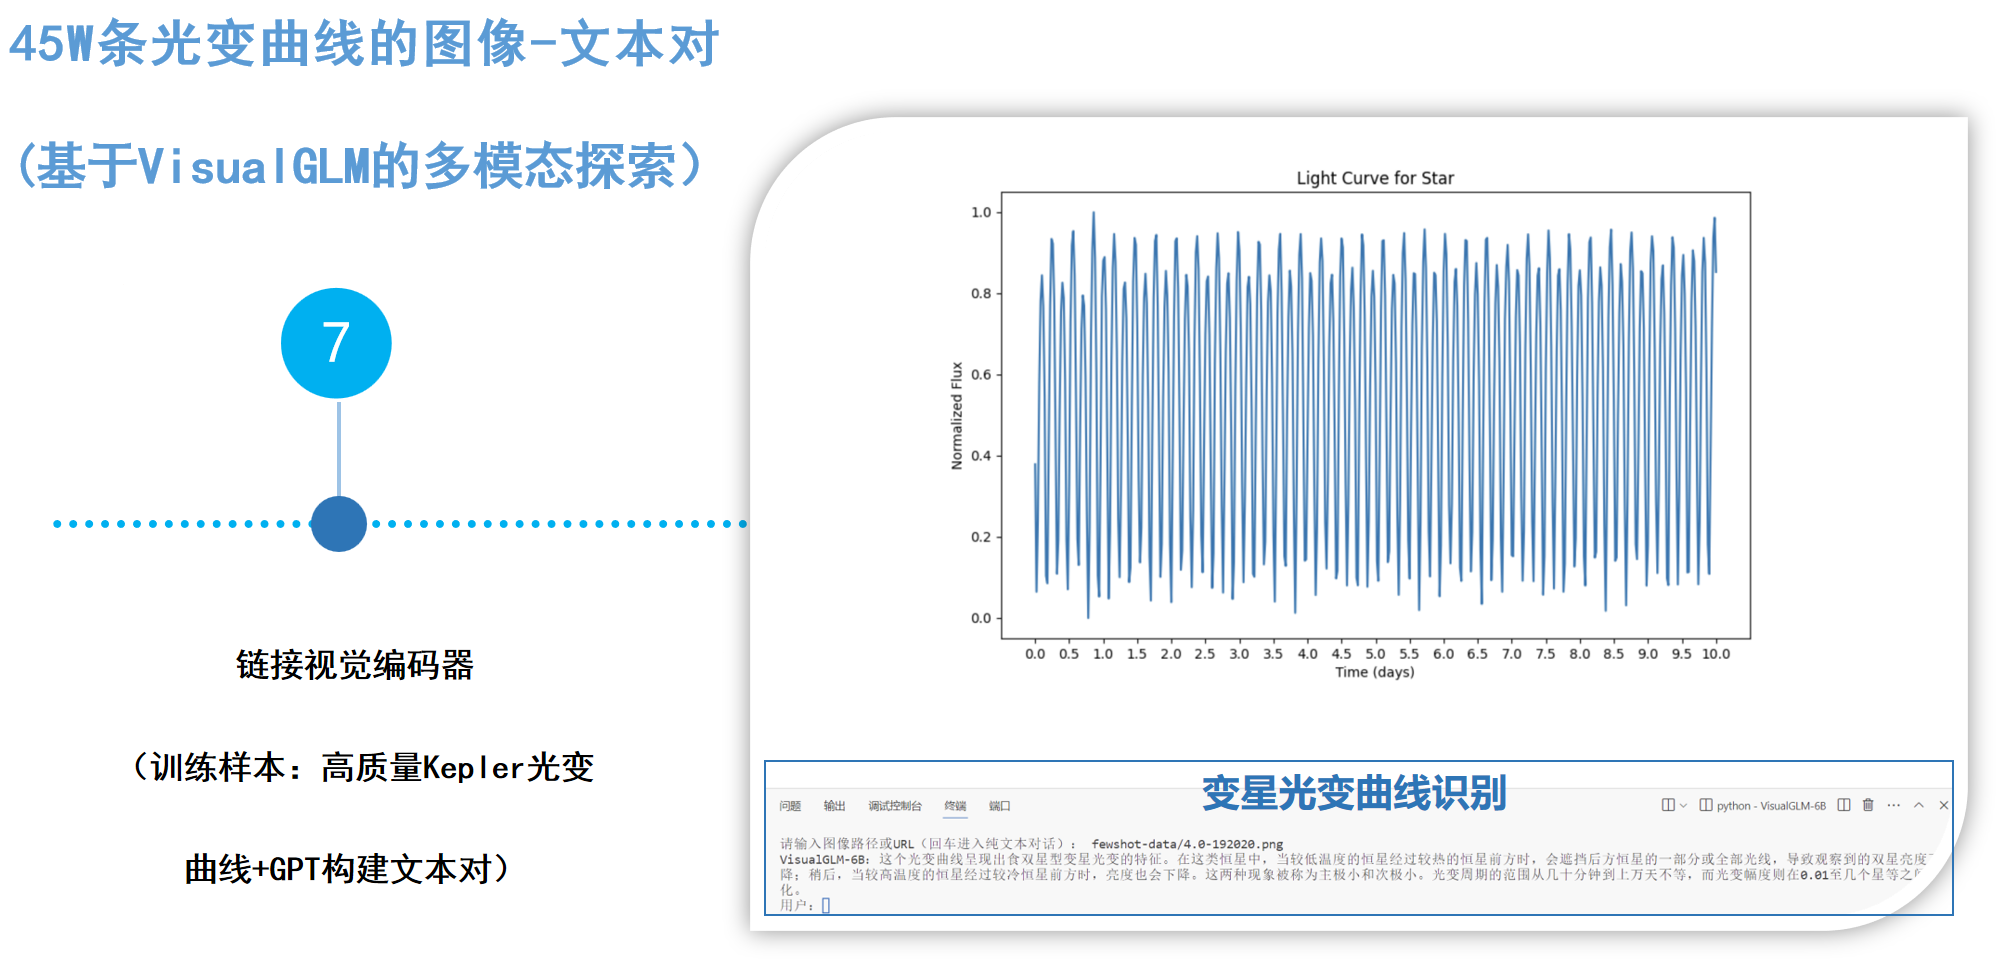 45W条光变曲线的图像-文本对
(基于VisualGLM的多模态探索）
7
链接视觉编码器
（训练样本：高质量Kepler光变
曲线+GPT构建文本对）
Light Curve for Star
Normalized Flux
1.0
0.8
0.6
0.4
0.2
0.0
0.0 0.5 1.0 1.5 2.0 2.5 3.0 3.5 4.0 4.5 5.0 5.5 6.0 6.5 7.0 7.5 8.0 8.5 9.0 9.5 10.0
Time (days)
变星光变曲线识别
问题 输出 调试控制台 终端 端口 python - VisualGLM-6B
请输入图像路径或URL（回车进入纯文本对话）： fewshot-data/4.0-192020.png
VisualGLM-6B：这个光变曲线呈现出食双星型变星光变的特征。在这类恒星中，当较低温度的恒星经过较热的恒星前方时，会遮挡后方恒星的一部分或全部光线，导致观察到的双星亮度下
降；稍后，当较高温度的恒星经过较冷恒星前方时，亮度也会下降。这两种现象被称为主极小和次极小。光变周期的范围从几十分钟到上万天不等，而光变幅度则在0.01至几个星等之
化。
用户：